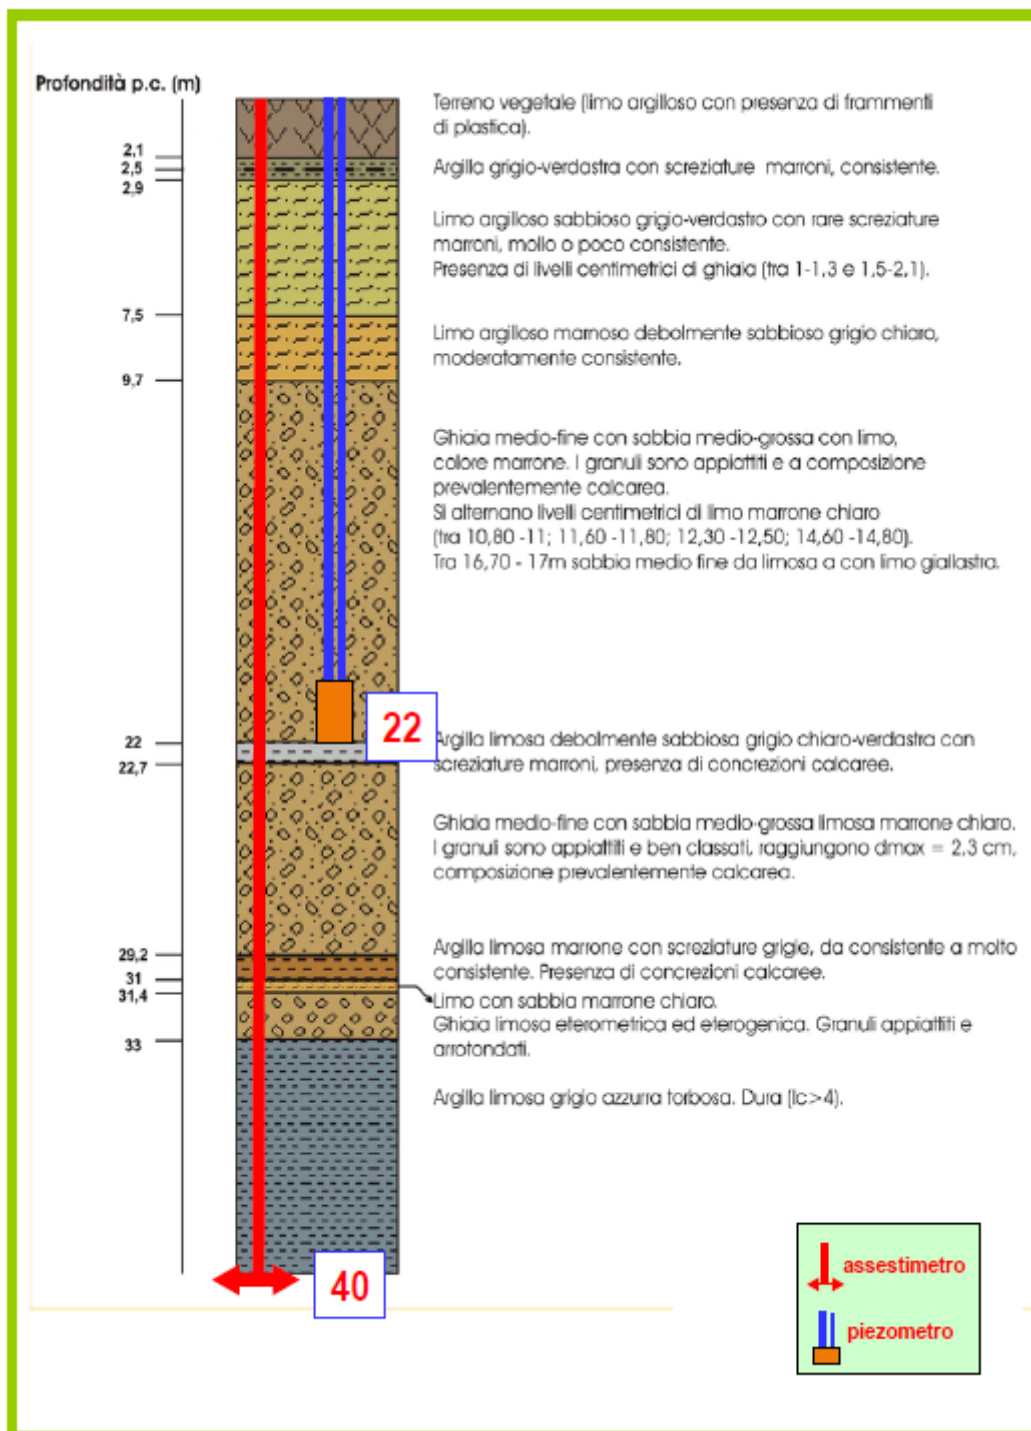 Profondità p.c. (m)
Terreno vegetale (limo argilloso con presenza di frammenti
di plastica).
2,1
2,5
2,9
Argilla grigio-verdastra con screziature marroni, consistente.
Limo argilloso sabbioso grigio-verdastro con rare screziature
marroni, mollo o poco consistente.
Presenza di livelli centimetrici di ghiaia (tra 1-1,3 e 1,5-2,1).
7,5
Limo argilloso marnoso debolmente sabbioso grigio chiaro,
moderatamente consistente.
9,7
Ghiaia medio-fine con sabbia medio-grossa con limo,
colore marrone. I granuli sono appiattiti e a composizione
prevalentemente calcarea.
Si alternano livelli centimetrici di limo marrone chiaro
(tra 10,80 -11; 11,60 -11,80; 12,30 -12,50; 14,60 -14,80).
Tra 16,70 - 17m sabbia medio fine da limosa a con limo giallastra.
22
22
22,7
Argilla limosa debolmente sabbiosa grigio chiaro-verdastra con
screziature marroni, presenza di concrezioni calcaree.
Ghiaia medio-fine con sabbia medio-grossa limosa marrone chiaro.
I granuli sono appiattiti e ben classati, raggiungono dmax = 2,3 cm,
composizione prevalentemente calcarea.
29,2
31
31,4
33
Argilla limosa marrone con screziature grigie, da consistente a molto
consistente. Presenza di concrezioni calcaree.
Limo con sabbia marrone chiaro.
Ghiaia limosa eterometrica ed eterogenica. Granuli appiattiti e
arrotondati.
Argilla limosa grigio azzurra torbosa. Dura (Ic>4).
40
assestimetro
piezometro